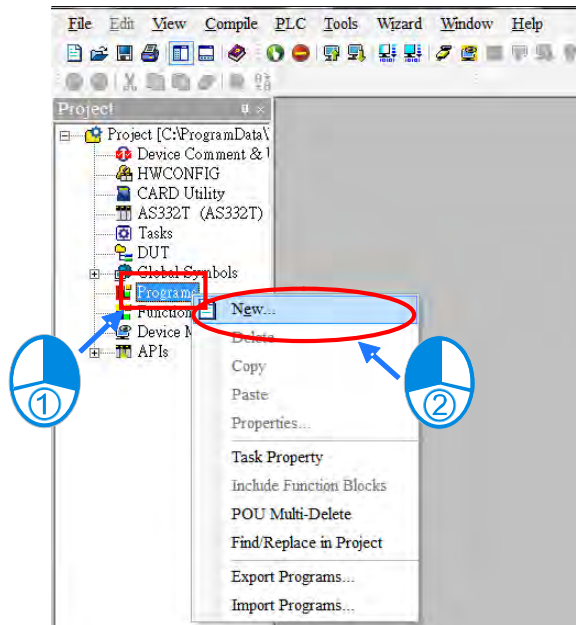 File Edit View Compile PLC Tools Wizard Window Help
Project
Project [C:\ProgramData\
Device Comment &
HWCONFIG
CARD Utility
AS332T (AS332T)
Tasks
DUT
Global Symbols
Programs
Function
Device M
APIs
New...
Delete
Copy
Paste
Properties...
Task Property
Include Function Blocks
POU Multi-Delete
Find/Replace in Project
Export Programs...
Import Programs...
1
2